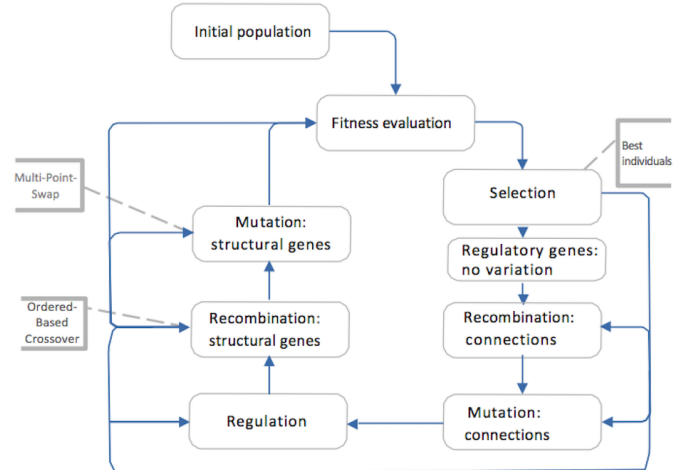 Initial population
Fitness evaluation
Best
individuals
Multi-Point-
Swap
Selection
Mutation:
structural genes
Regulatory genes:
no variation
Ordered-
Based
Crossover
Recombination:
structural genes
Recombination:
connections
Regulation
Mutation:
connections